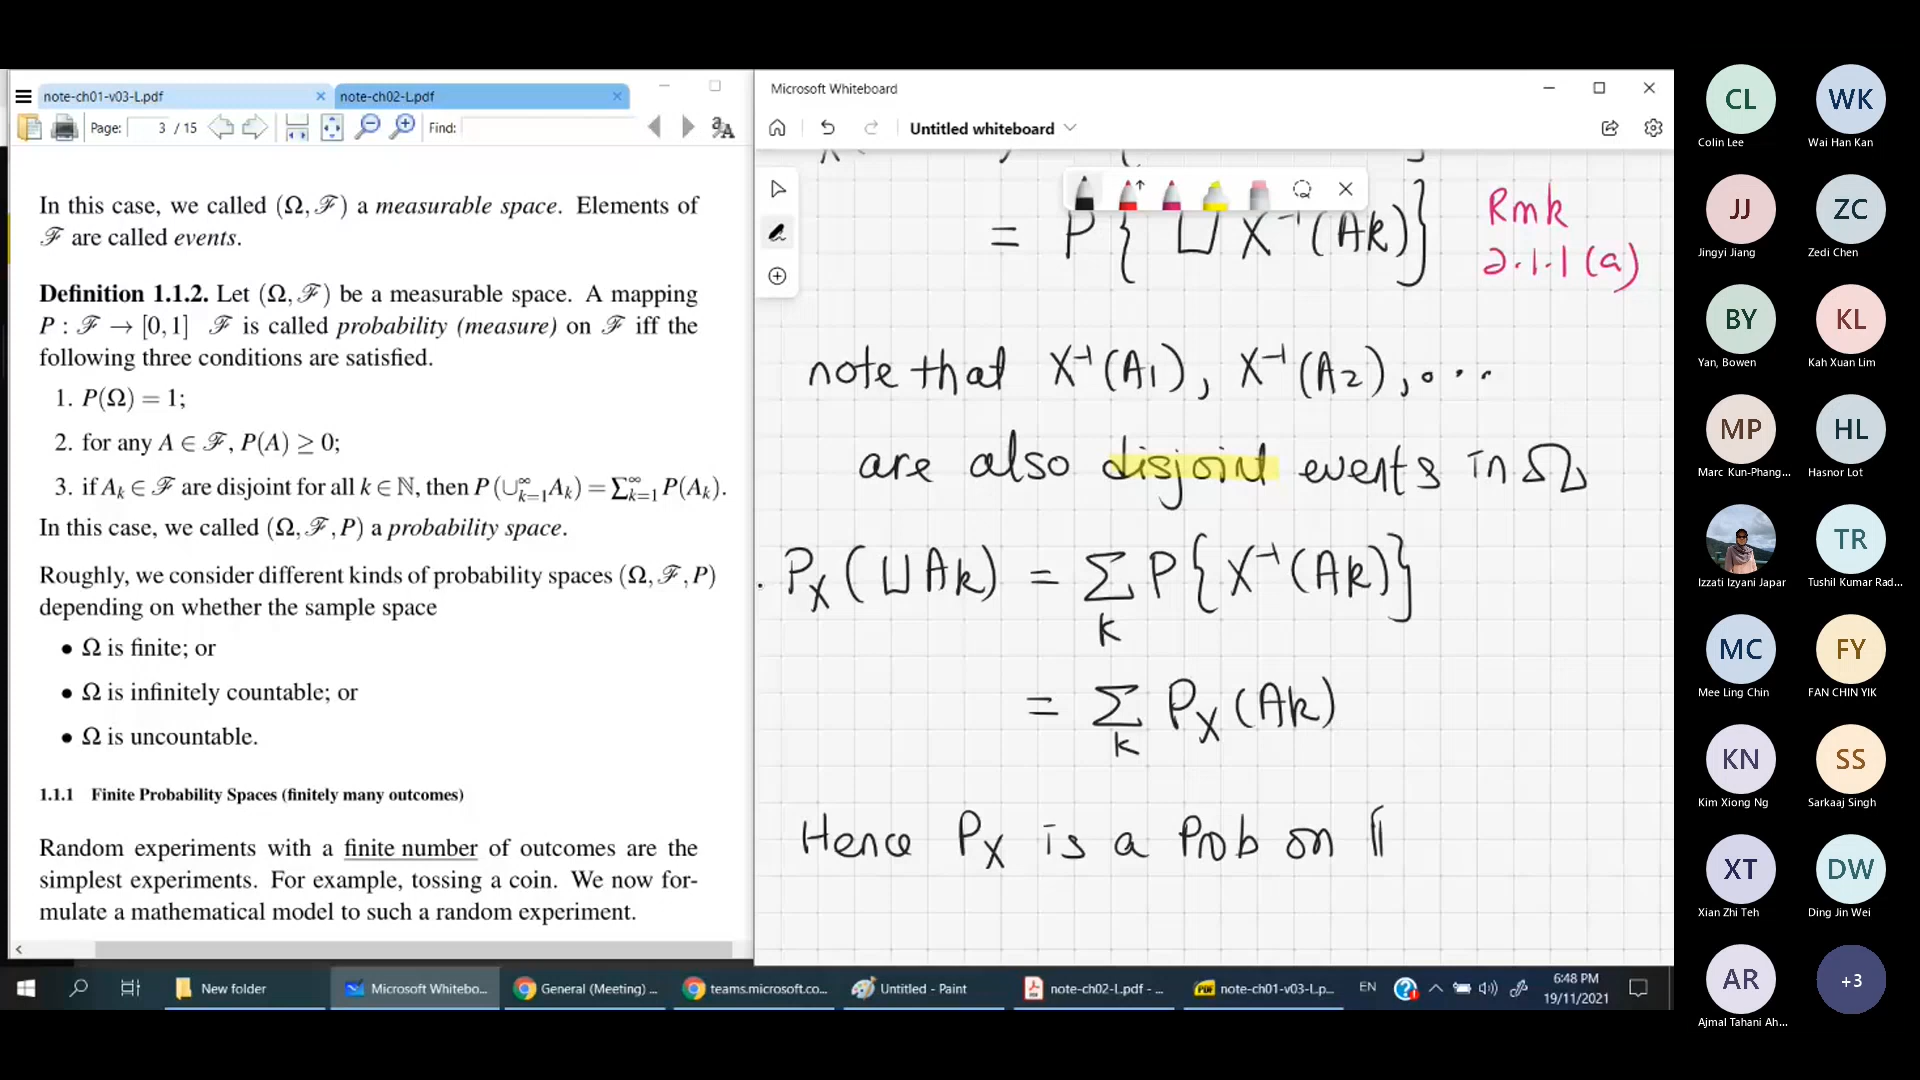 note-ch01-v03-L.pdf
note-ch02-L.pdf
Page: 3 / 15
Find:
In this case, we called (Ω, ℱ) a measurable space. Elements of
ℱ are called events.
Definition 1.1.2. Let (Ω, ℱ) be a measurable space. A mapping
P : ℱ → [0,1] ℱ is called probability (measure) on ℱ iff the
following three conditions are satisfied.
1. P(Ω) = 1;
2. for any A ∈ ℱ, P(A) ≥ 0;
3. if A_k ∈ ℱ are disjoint for all k ∈ ℕ, then P(∪_{k=1}^∞ A_k) = ∑_{k=1}^∞ P(A_k).
In this case, we called (Ω, ℱ, P) a probability space.
Roughly, we consider different kinds of probability spaces (Ω, ℱ, P)
depending on whether the sample space
• Ω is finite; or
• Ω is infinitely countable; or
• Ω is uncountable.
1.1.1 Finite Probability Spaces (finitely many outcomes)
Random experiments with a finite number of outcomes are the
simplest experiments. For example, tossing a coin. We now for-
mulate a mathematical model to such a random experiment.
Microsoft Whiteboard
Untitled whiteboard
= P{ ⊔ X⁻¹(Ak)}
Rmk
2.1.1(a)
note that X⁻¹(A1), X⁻¹(A2), ...
are also disjoint events in Ω
P_X(⊔Ak) = ∑_k P{X⁻¹(Ak)}
= ∑_k P_X(Ak)
Hence P_X is a Prob on
CL
Colin Lee
WK
Wai Han Kan
JJ
Jingyi Jiang
ZC
Zedi Chen
BY
Yan, Bowen
KL
Kah Xuan Lim
MP
Marc Kun-Phang...
HL
Hasnor Lot
Izzati Izyani Japar
TR
Tushil Kumar Rad...
MC
Mee Ling Chin
FY
FAN CHIN YIK
KN
Kim Xiong Ng
SS
Sarkaaj Singh
XT
Xian Zhi Teh
DW
Ding Jin Wei
AR
Ajmal Tahani Ah...
+3
New folder
Microsoft Whitebo...
General (Meeting) ...
teams.microsoft.co...
Untitled - Paint
note-ch02-L.pdf - ...
note-ch01-v03-L.p...
EN
6:48 PM
19/11/2021